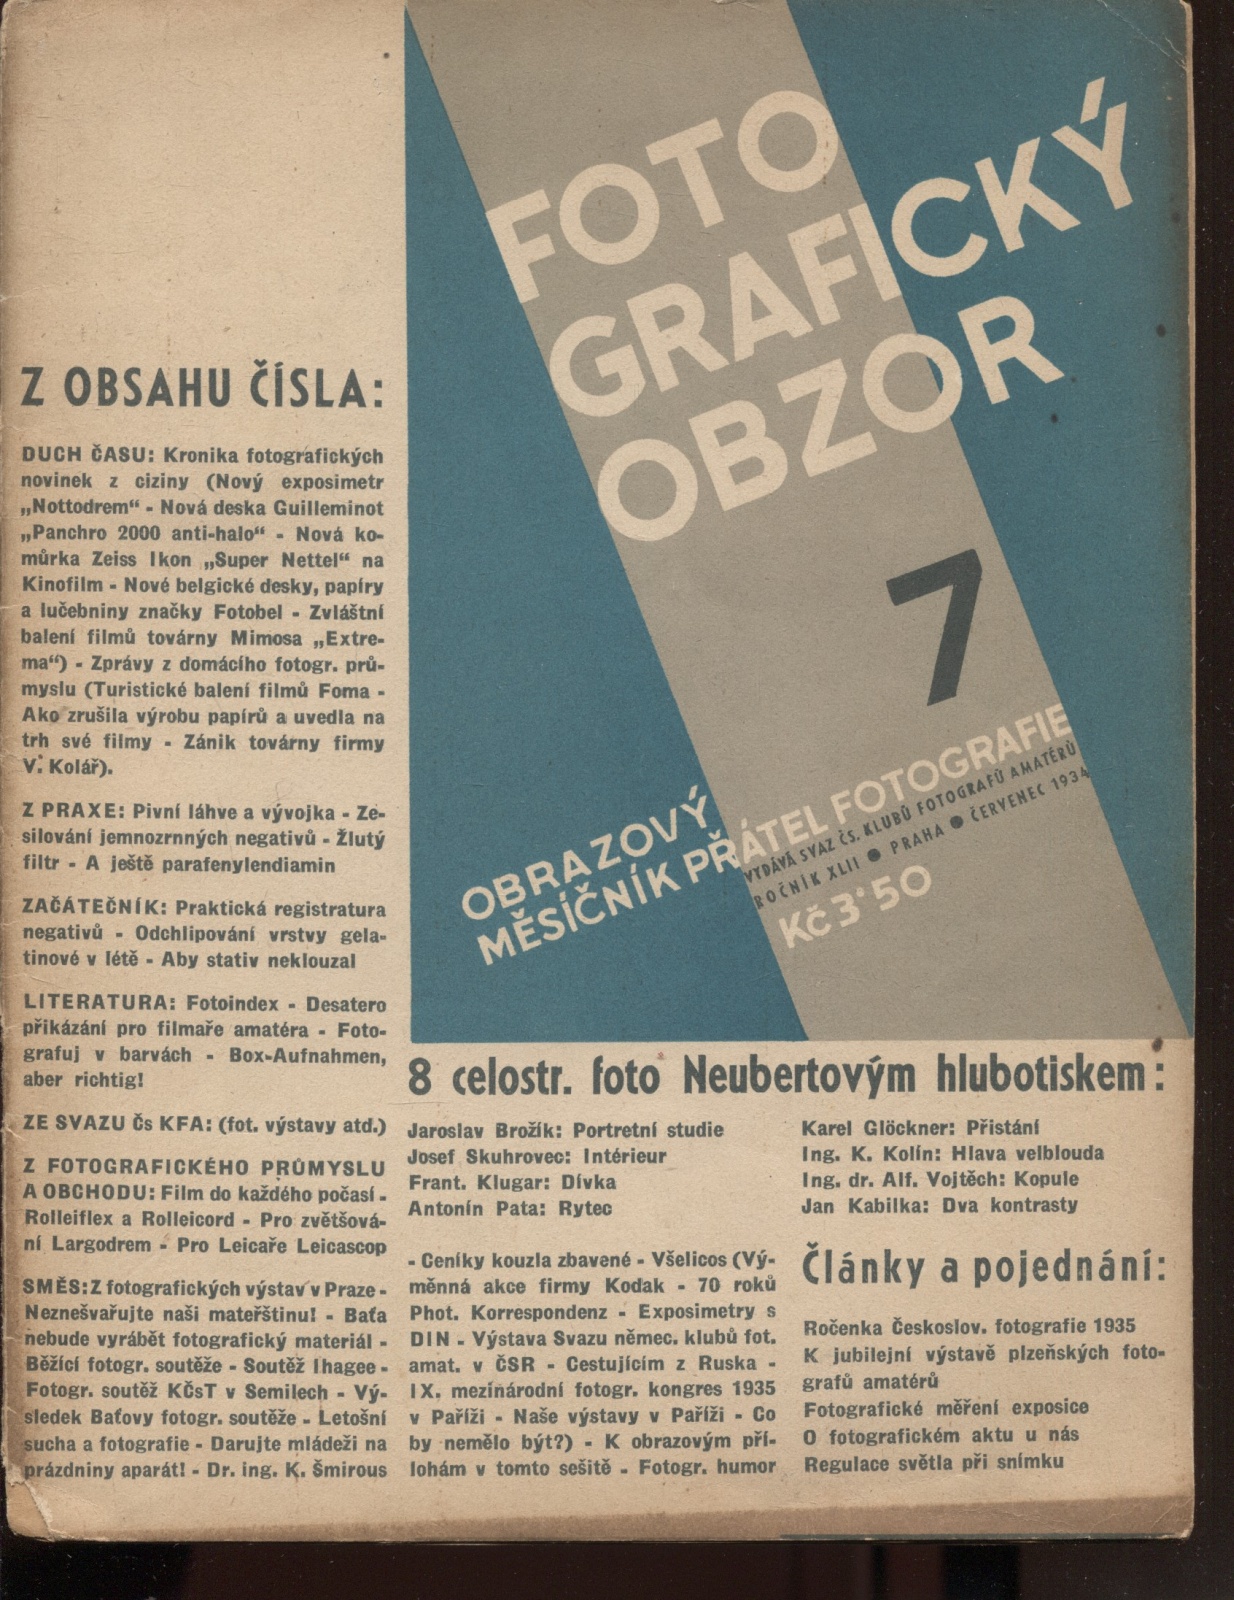 FOTO
GRAFICKÝ
OBZOR
7
OBRAZOVÝ
MĚSÍČNÍK PŘÁTEL FOTOGRAFIE
VYDÁVÁ SVAZ ČS. KLUBŮ FOTOGRAFŮ AMATÉRŮ
ROČNÍK XLII ● PRAHA ● ČERVENEC 1934
Kč 3·50
Z OBSAHU ČÍSLA:
DUCH ČASU: Kronika fotografických
novinek z ciziny (Nový exposimetr
„Nottodrem“ - Nová deska Guilleminot
„Panchro 2000 anti-halo“ - Nová ko-
můrka Zeiss Ikon „Super Nettel“ na
Kinofilm - Nové belgické desky, papíry
a lučebniny značky Fotobel - Zvláštní
balení filmů továrny Mimosa „Extre-
ma“) - Zprávy z domácího fotogr. prů-
myslu (Turistické balení filmů Foma -
Ako zrušila výrobu papírů a uvedla na
trh své filmy - Zánik továrny firmy
V. Kolář).
Z PRAXE: Pivní láhve a vývojka - Ze-
silování jemnozrnných negativů - Žlutý
filtr - A ještě parafenylendiamin
ZAČÁTEČNÍK: Praktická registratura
negativů - Odchlipování vrstvy gela-
tinové v létě - Aby stativ neklouzal
LITERATURA: Fotoindex - Desatero
přikázání pro filmaře amatéra - Foto-
grafuj v barvách - Box-Aufnahmen,
aber richtig!
ZE SVAZU Čs KFA: (fot. výstavy atd.)
Z FOTOGRAFICKÉHO PRŮMYSLU
A OBCHODU: Film do každého počasí -
Rolleiflex a Rolleicord - Pro zvětšová-
ní Largodrem - Pro Leicaře Leicascop
SMĚS: Z fotografických výstav v Praze -
Neznešvařujte naši mateřštinu! - Baťa
nebude vyrábět fotografický materiál -
Běžící fotogr. soutěže - Soutěž Ihagee -
Fotogr. soutěž KČsT v Semilech - Vý-
sledek Baťovy fotogr. soutěže - Letošní
sucha a fotografie - Darujte mládeži na
prázdniny aparát! - Dr. ing. K. Šmirous
8 celostr. foto Neubertovým hlubotiskem:
Jaroslav Brožík: Portretní studie
Josef Skuhrovec: Intérieur
Frant. Klugar: Dívka
Antonín Pata: Rytec
Karel Glöckner: Přistání
Ing. K. Kolín: Hlava velblouda
Ing. dr. Alf. Vojtěch: Kopule
Jan Kabilka: Dva kontrasty
- Ceníky kouzla zbavené - Všelicos (Vý-
měnná akce firmy Kodak - 70 roků
Phot. Korrespondenz - Exposimetry s
DIN - Výstava Svazu němec. klubů fot.
amat. v ČSR - Cestujícím z Ruska -
IX. mezinárodní fotogr. kongres 1935
v Paříži - Naše výstavy v Paříži - Co
by nemělo být?) - K obrazovým pří-
lohám v tomto sešitě - Fotogr. humor
Články a pojednání:
Ročenka Českoslov. fotografie 1935
K jubilejní výstavě plzeňských foto-
grafů amatérů
Fotografické měření exposice
O fotografickém aktu u nás
Regulace světla při snímku